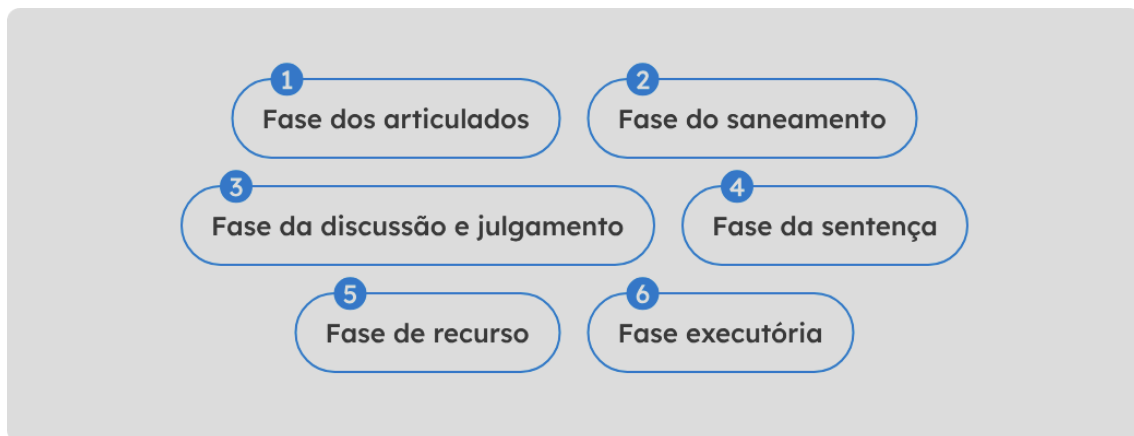 1
Fase dos articulados
2
Fase do saneamento
3
Fase da discussão e julgamento
4
Fase da sentença
5
Fase de recurso
6
Fase executória